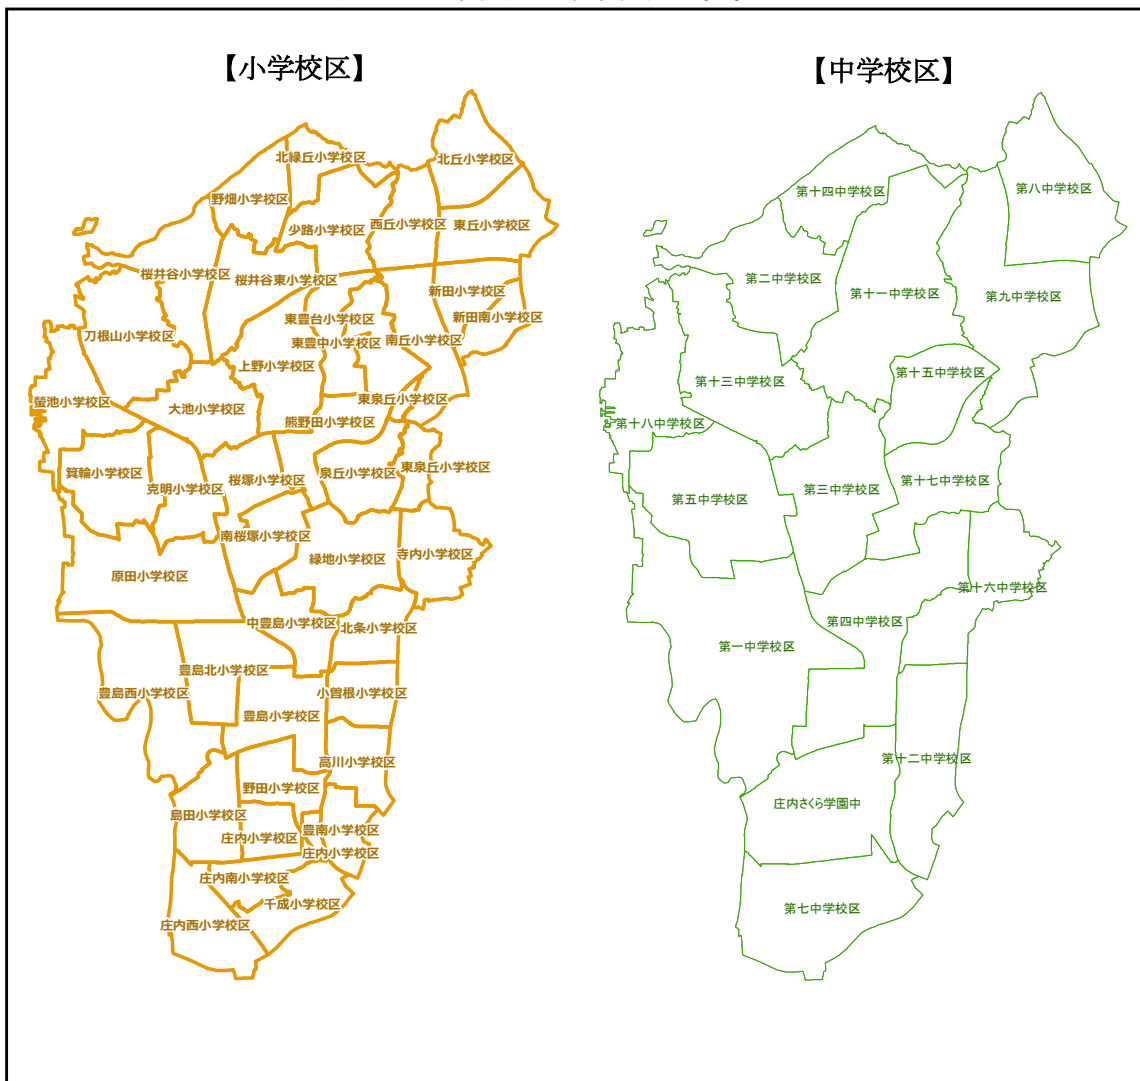 【小学校区】
北緑丘小学校区
北丘小学校区
野畑小学校区
少路小学校区
西丘小学校区
東丘小学校区
桜井谷小学校区
桜井谷東小学校区
新田小学校区
新田南小学校区
東豊台小学校区
刀根山小学校区
東豊中小学校区
南丘小学校区
上野小学校区
螢池小学校区
大池小学校区
東泉丘小学校区
熊野田小学校区
箕輪小学校区
克明小学校区
桜塚小学校区
泉丘小学校区
東泉丘小学校区
南桜塚小学校区
緑地小学校区
寺内小学校区
原田小学校区
中豊島小学校区
北条小学校区
豊島北小学校区
豊島西小学校区
小曽根小学校区
豊島小学校区
高川小学校区
野田小学校区
島田小学校区
庄内小学校区
豊南小学校区
庄内小学校区
庄内南小学校区
千成小学校区
庄内西小学校区
【中学校区】
第十四中学校区
第八中学校区
第二中学校区
第十一中学校区
第九中学校区
第十三中学校区
第十五中学校区
第十八中学校区
第五中学校区
第三中学校区
第十七中学校区
第十六中学校区
第四中学校区
第一中学校区
第十二中学校区
庄内さくら学園中
第七中学校区